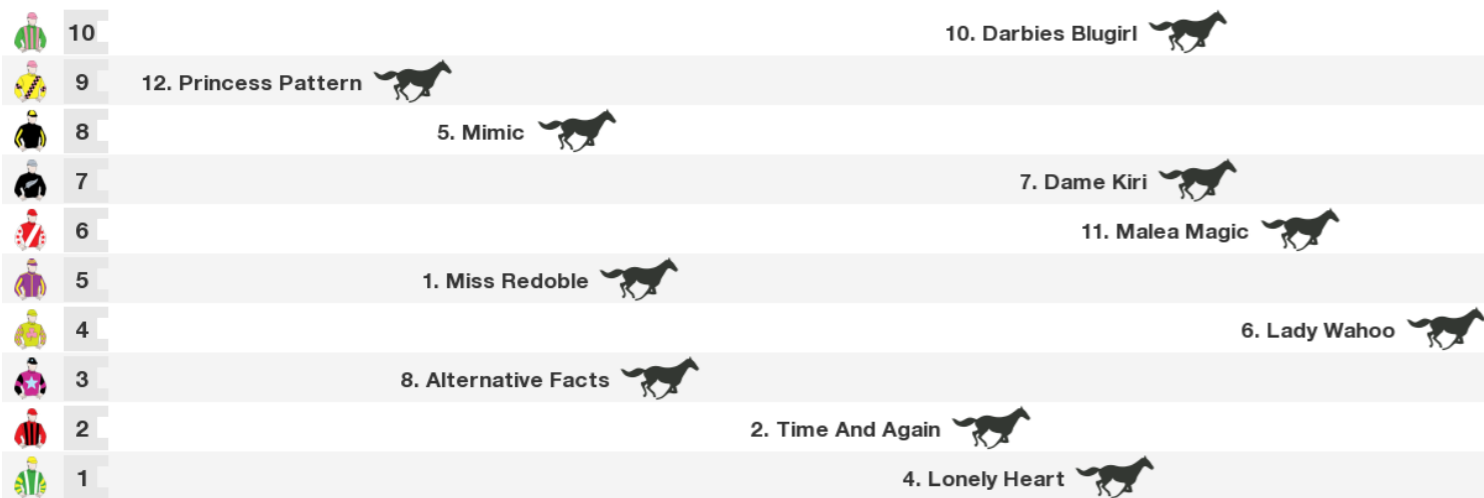 10 10. Darbies Blugirl
9 12. Princess Pattern
8 5. Mimic
7 7. Dame Kiri
6 11. Malea Magic
5 1. Miss Redoble
4 6. Lady Wahoo
3 8. Alternative Facts
2 2. Time And Again
1 4. Lonely Heart